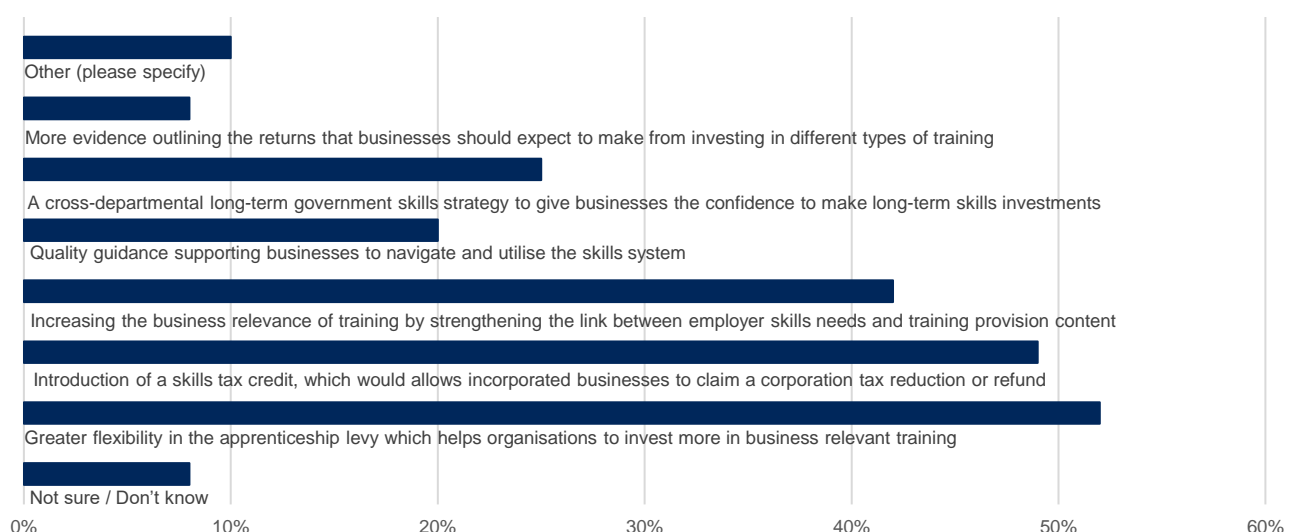 Other (please specify)
More evidence outlining the returns that businesses should expect to make from investing in different types of training
A cross-departmental long-term government skills strategy to give businesses the confidence to make long-term skills investments
Quality guidance supporting businesses to navigate and utilise the skills system
Increasing the business relevance of training by strengthening the link between employer skills needs and training provision content
Introduction of a skills tax credit, which would allows incorporated businesses to claim a corporation tax reduction or refund
Greater flexibility in the apprenticeship levy which helps organisations to invest more in business relevant training
Not sure / Don’t know
0% 10% 20% 30% 40% 50% 60%